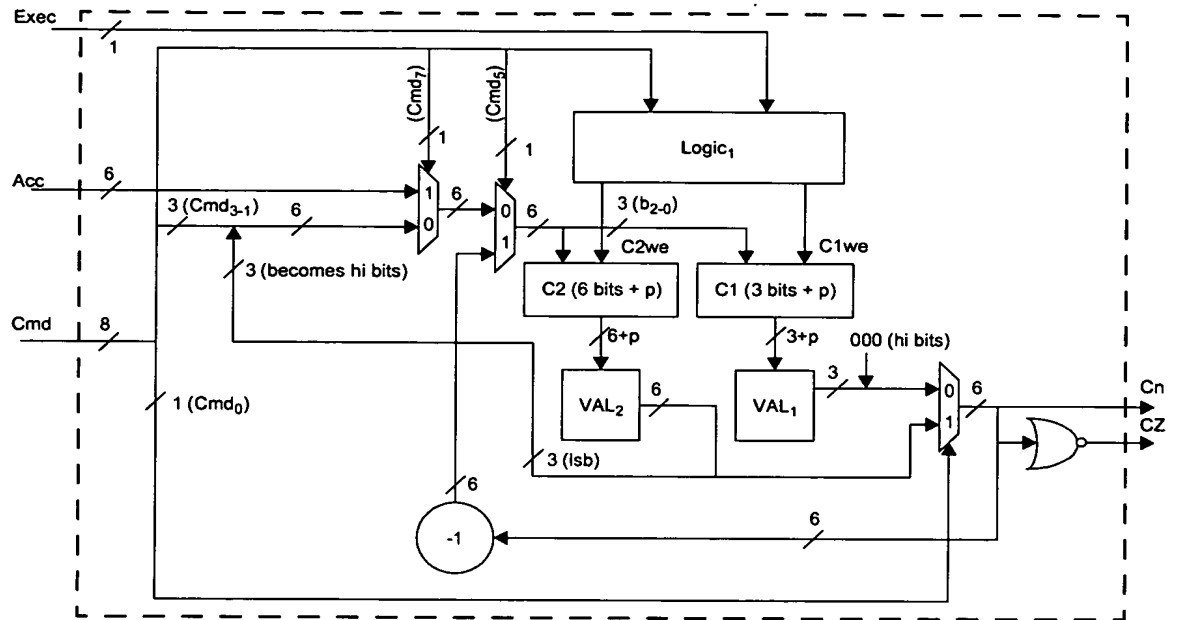 Exec
1
(Cmd₇)
1
(Cmd₅)
1
Logic₁
Acc
6
1
0
6
0
1
6
3 (b₂₋₀)
3 (Cmd₃₋₁)
6
3 (becomes hi bits)
C2we
C1we
C2 (6 bits + p)
C1 (3 bits + p)
Cmd
8
6+p
3+p
000 (hi bits)
1 (Cmd₀)
VAL₂
6
VAL₁
3
0
1
6
Cn
CZ
3 (lsb)
6
-1
6